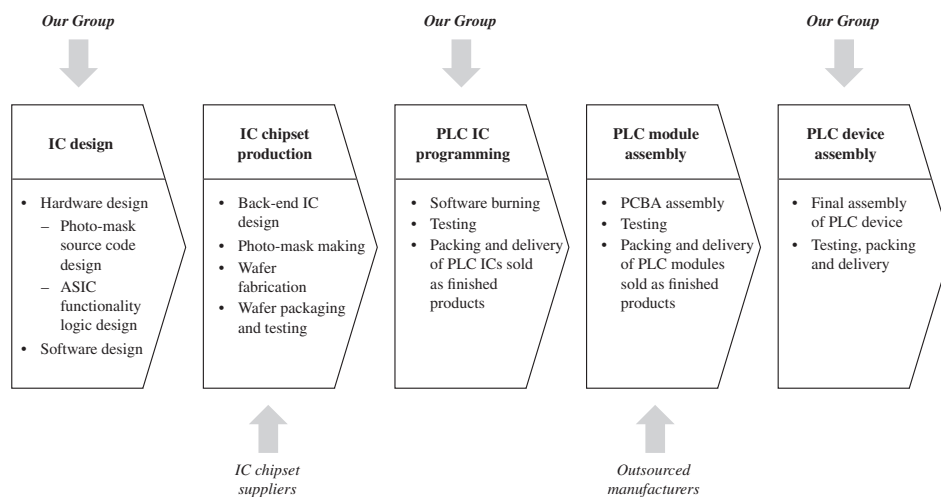 Our Group
Our Group
Our Group
IC design
• Hardware design
– Photo-mask
source code
design
– ASIC
functionality
logic design
• Software design
IC chipset
production
• Back-end IC
design
• Photo-mask making
• Wafer
fabrication
• Wafer packaging
and testing
PLC IC
programming
• Software burning
• Testing
• Packing and delivery
of PLC ICs sold
as finished
products
PLC module
assembly
• PCBA assembly
• Testing
• Packing and delivery
of PLC modules
sold as finished
products
PLC device
assembly
• Final assembly
of PLC device
• Testing, packing
and delivery
IC chipset
suppliers
Outsourced
manufacturers